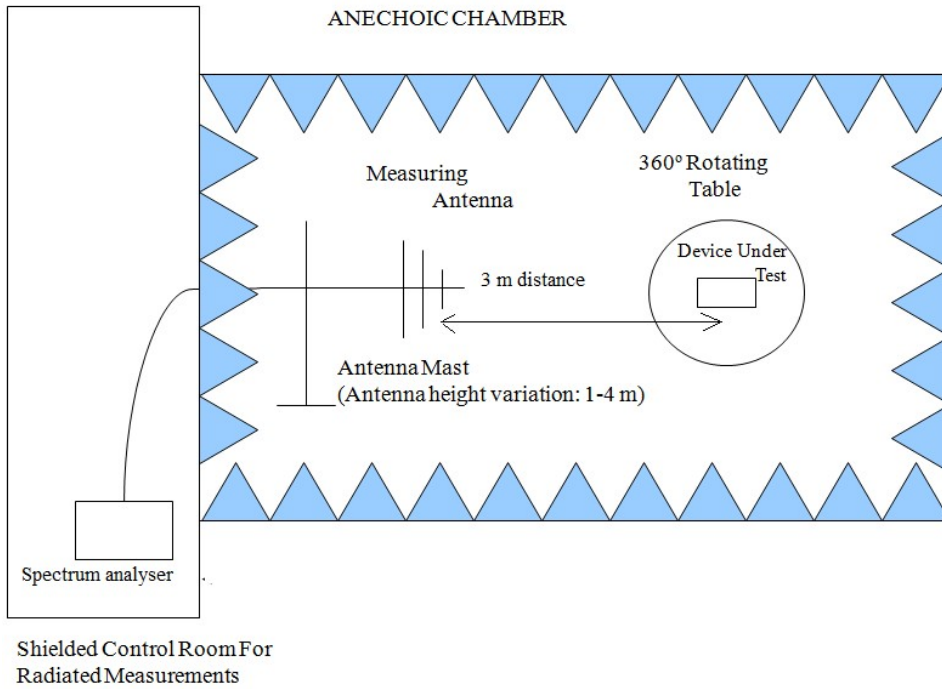 ANECHOIC CHAMBER
Measuring
Antenna
360º Rotating
Table
Device Under
Test
3 m distance
Antenna Mast
(Antenna height variation: 1-4 m)
Spectrum analyser
Shielded Control Room For
Radiated Measurements